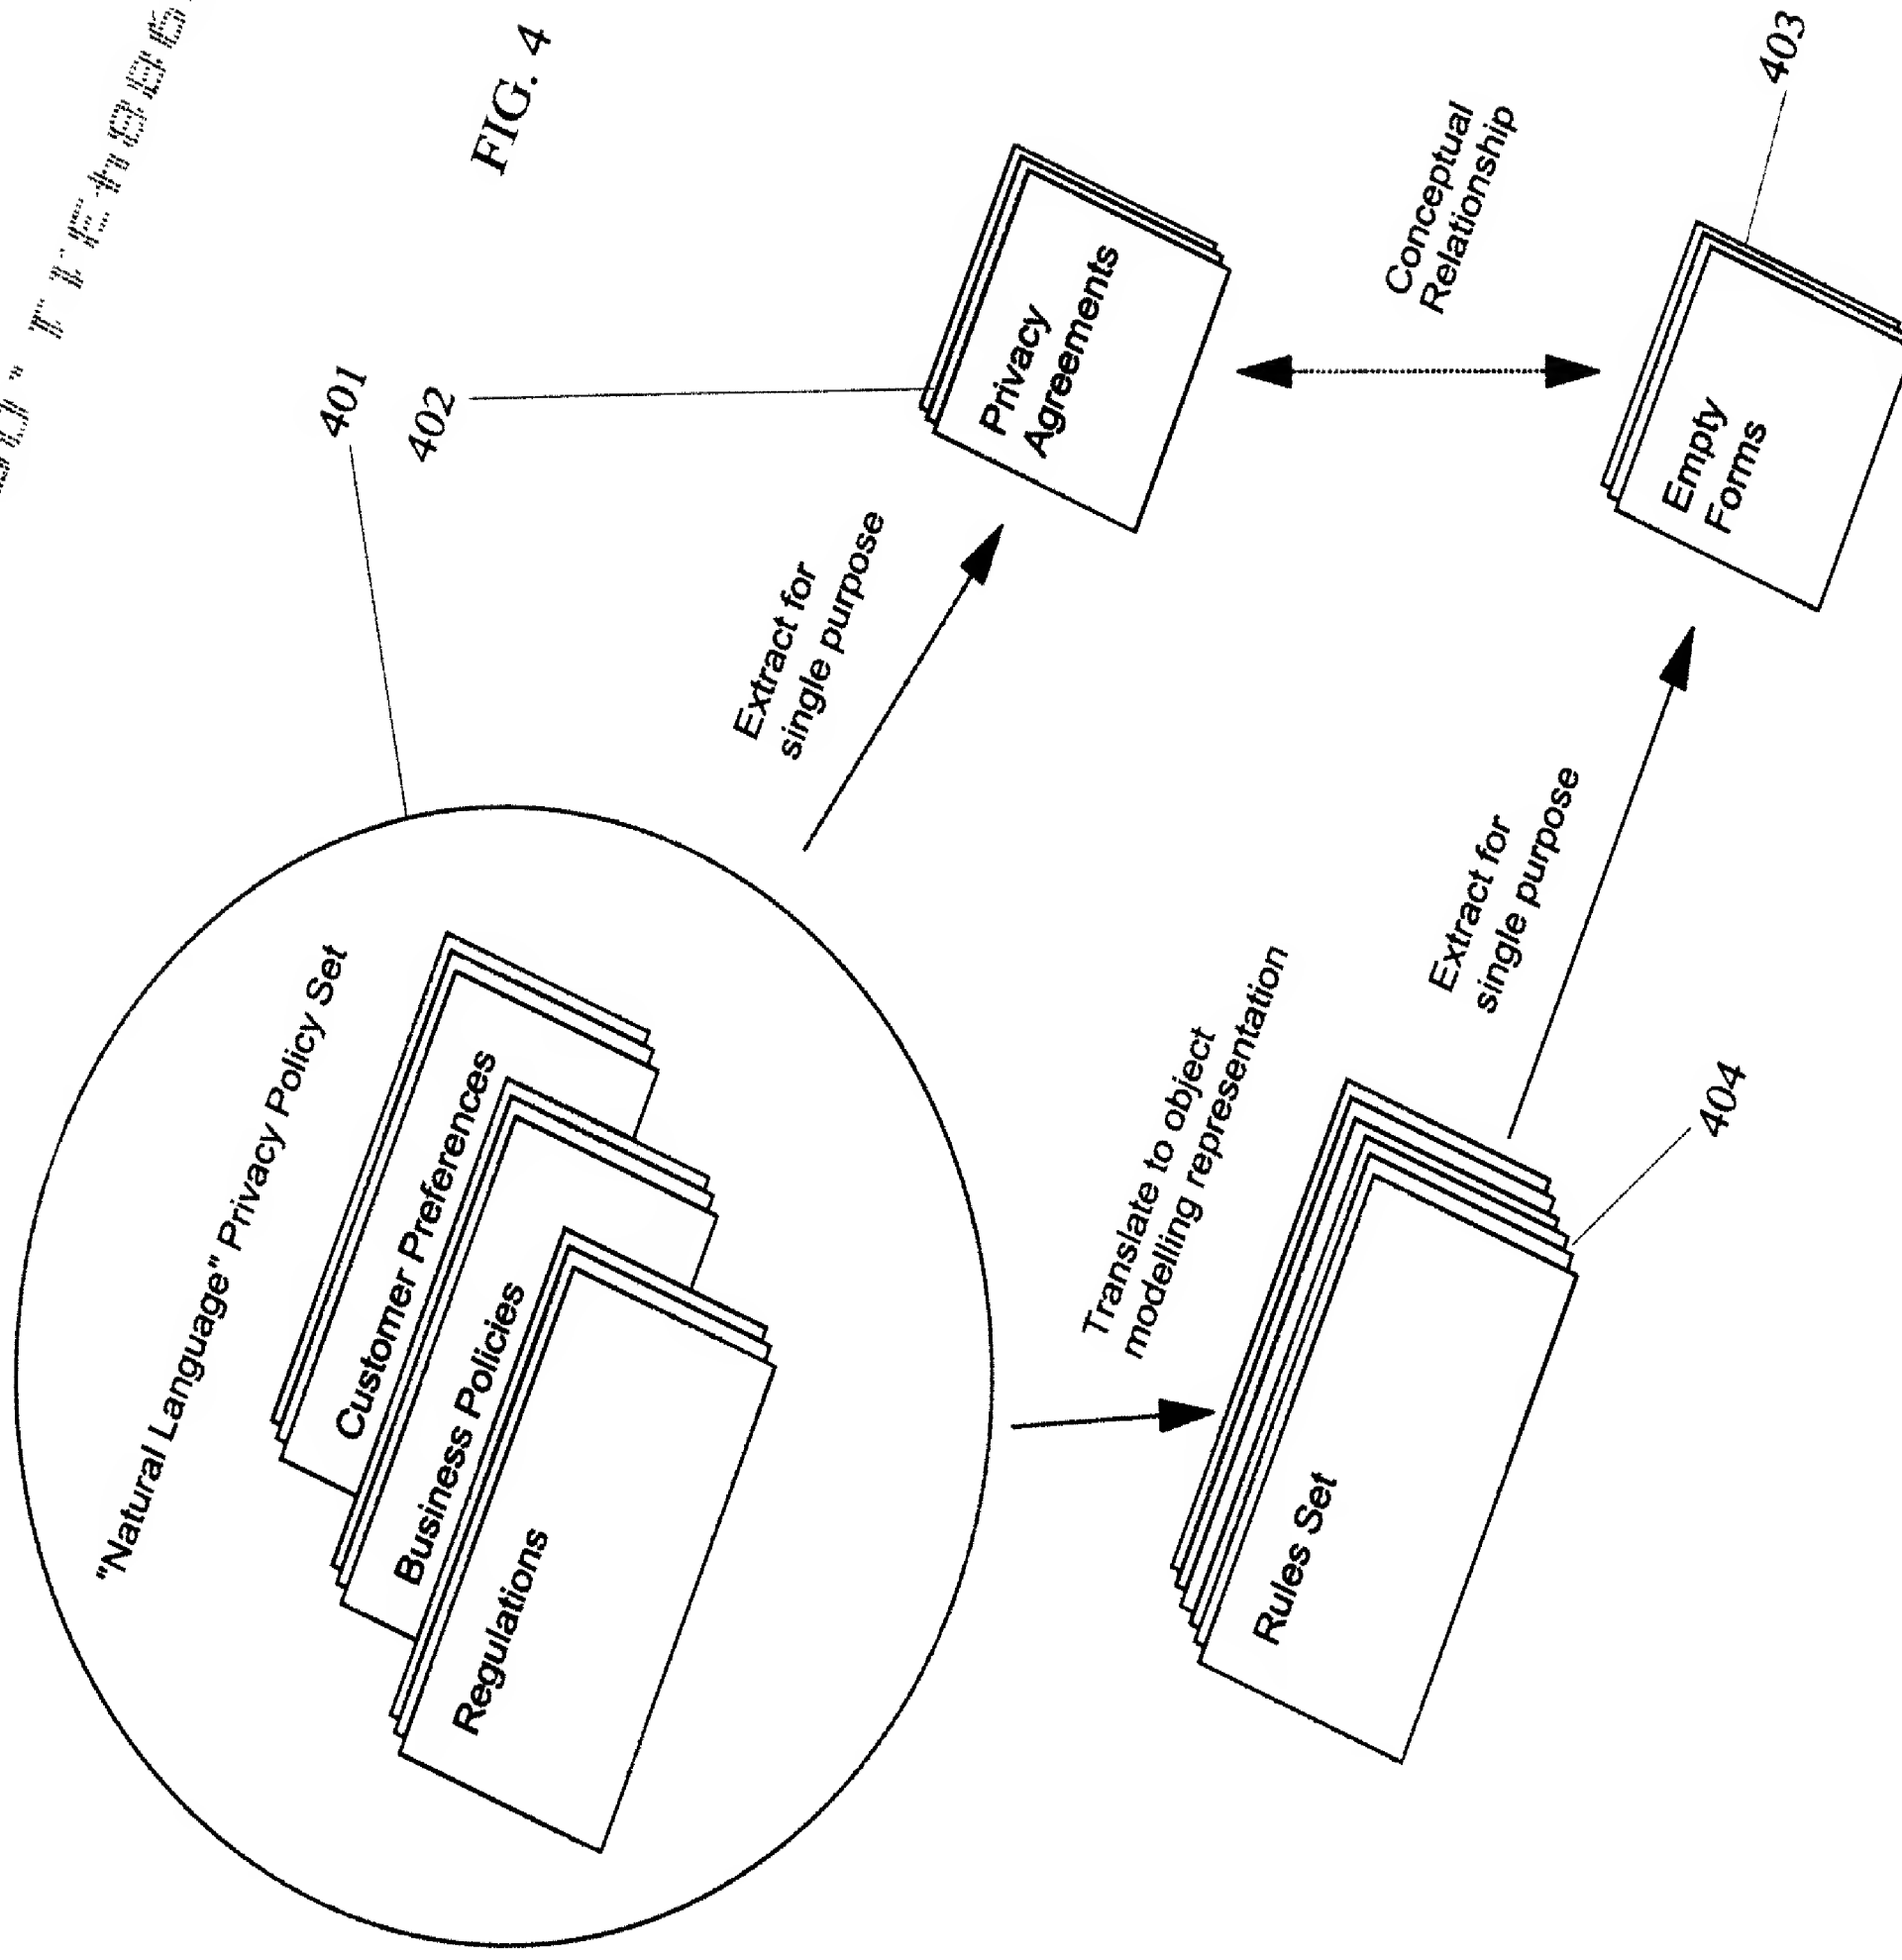 FIG. 4
401
402
"Natural Language" Privacy Policy Set
Customer Preferences
Business Policies
Regulations
Extract for
single purpose
Privacy
Agreements
Translate to object
modelling representation
Conceptual
Relationship
Rules Set
404
Extract for
single purpose
Empty
Forms
403